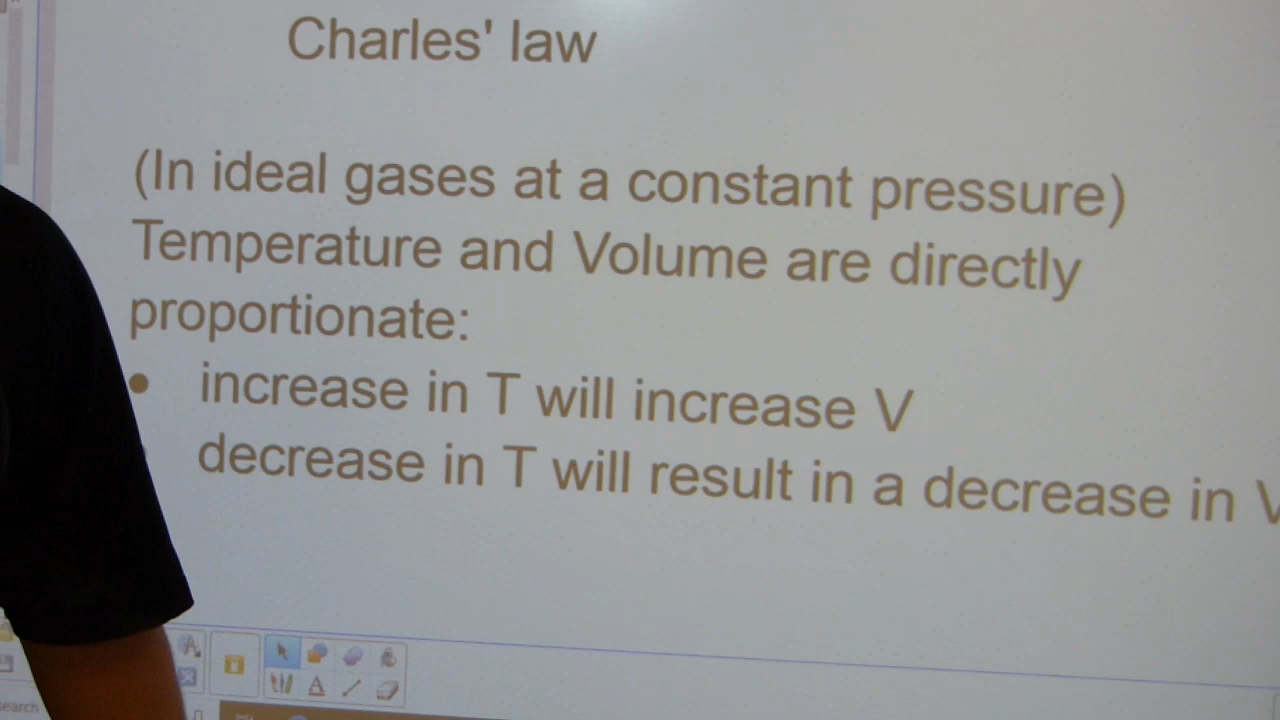 Charles' law
(In ideal gases at a constant pressure)
Temperature and Volume are directly
proportionate:
• increase in T will increase V
decrease in T will result in a decrease in V
search